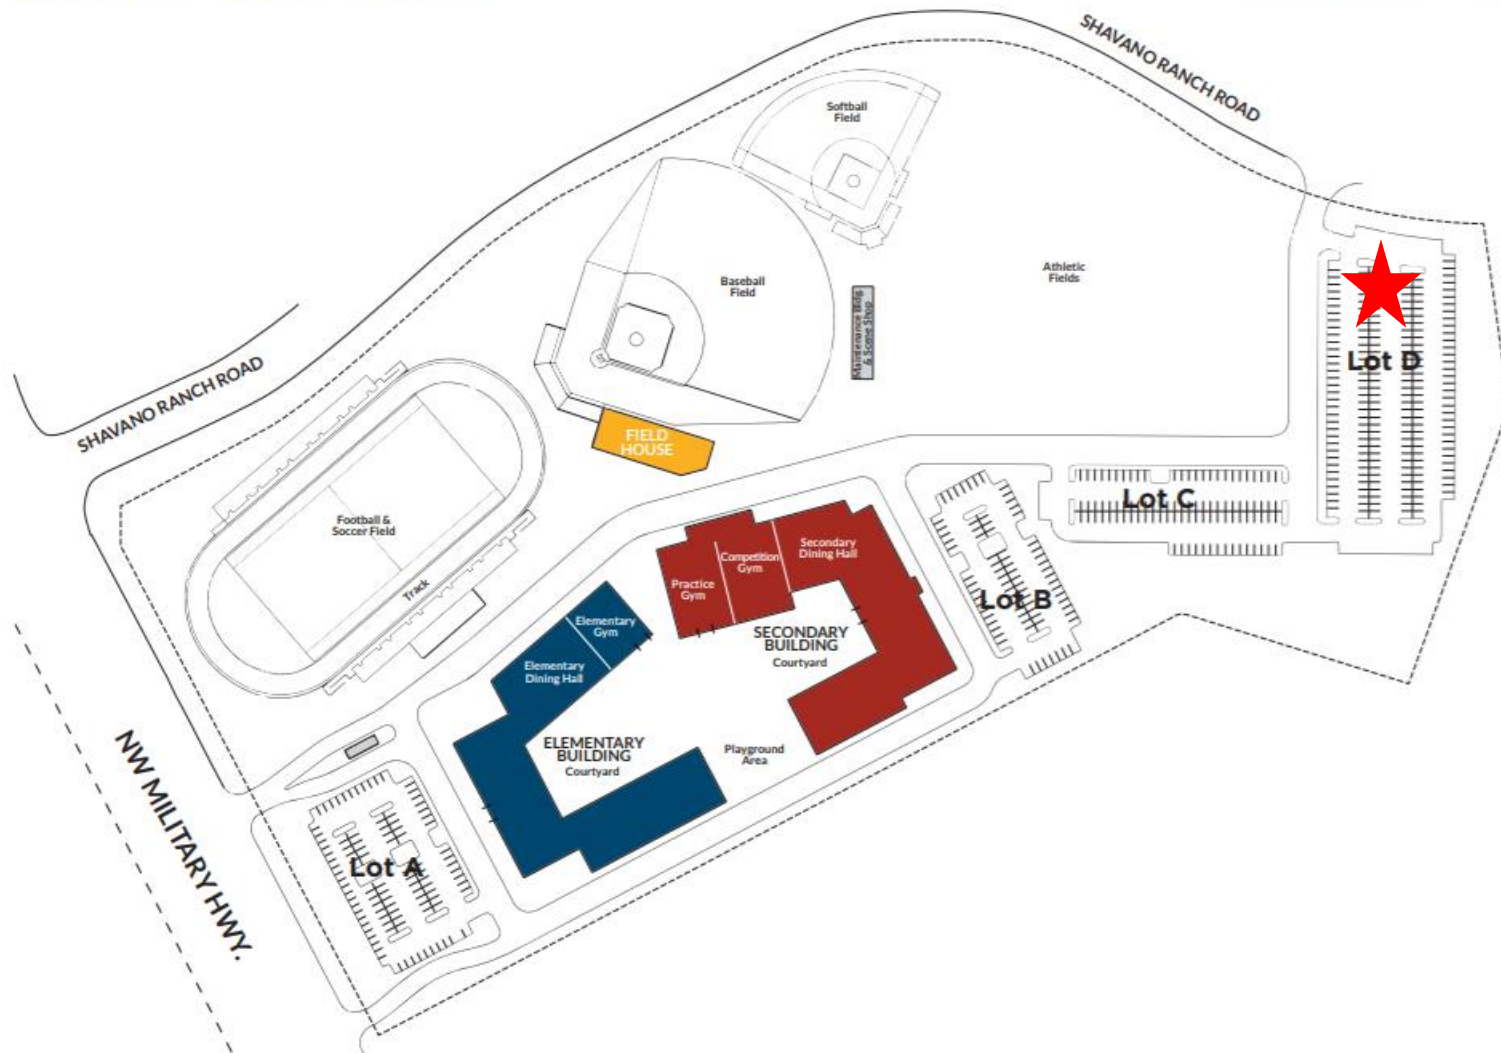 SHAVANO RANCH ROAD
Softball
Field
Athletic
Fields
Baseball
Field
Maintenance Bldg.
& Scene Shop
Lot D
SHAVANO RANCH ROAD
FIELD
HOUSE
Football &
Soccer Field
Track
Lot C
Secondary
Dining Hall
Competition
Gym
Practice
Gym
Lot B
Elementary
Gym
SECONDARY
BUILDING
Courtyard
Elementary
Dining Hall
ELEMENTARY
BUILDING
Courtyard
Playground
Area
NW MILITARY HWY.
Lot A